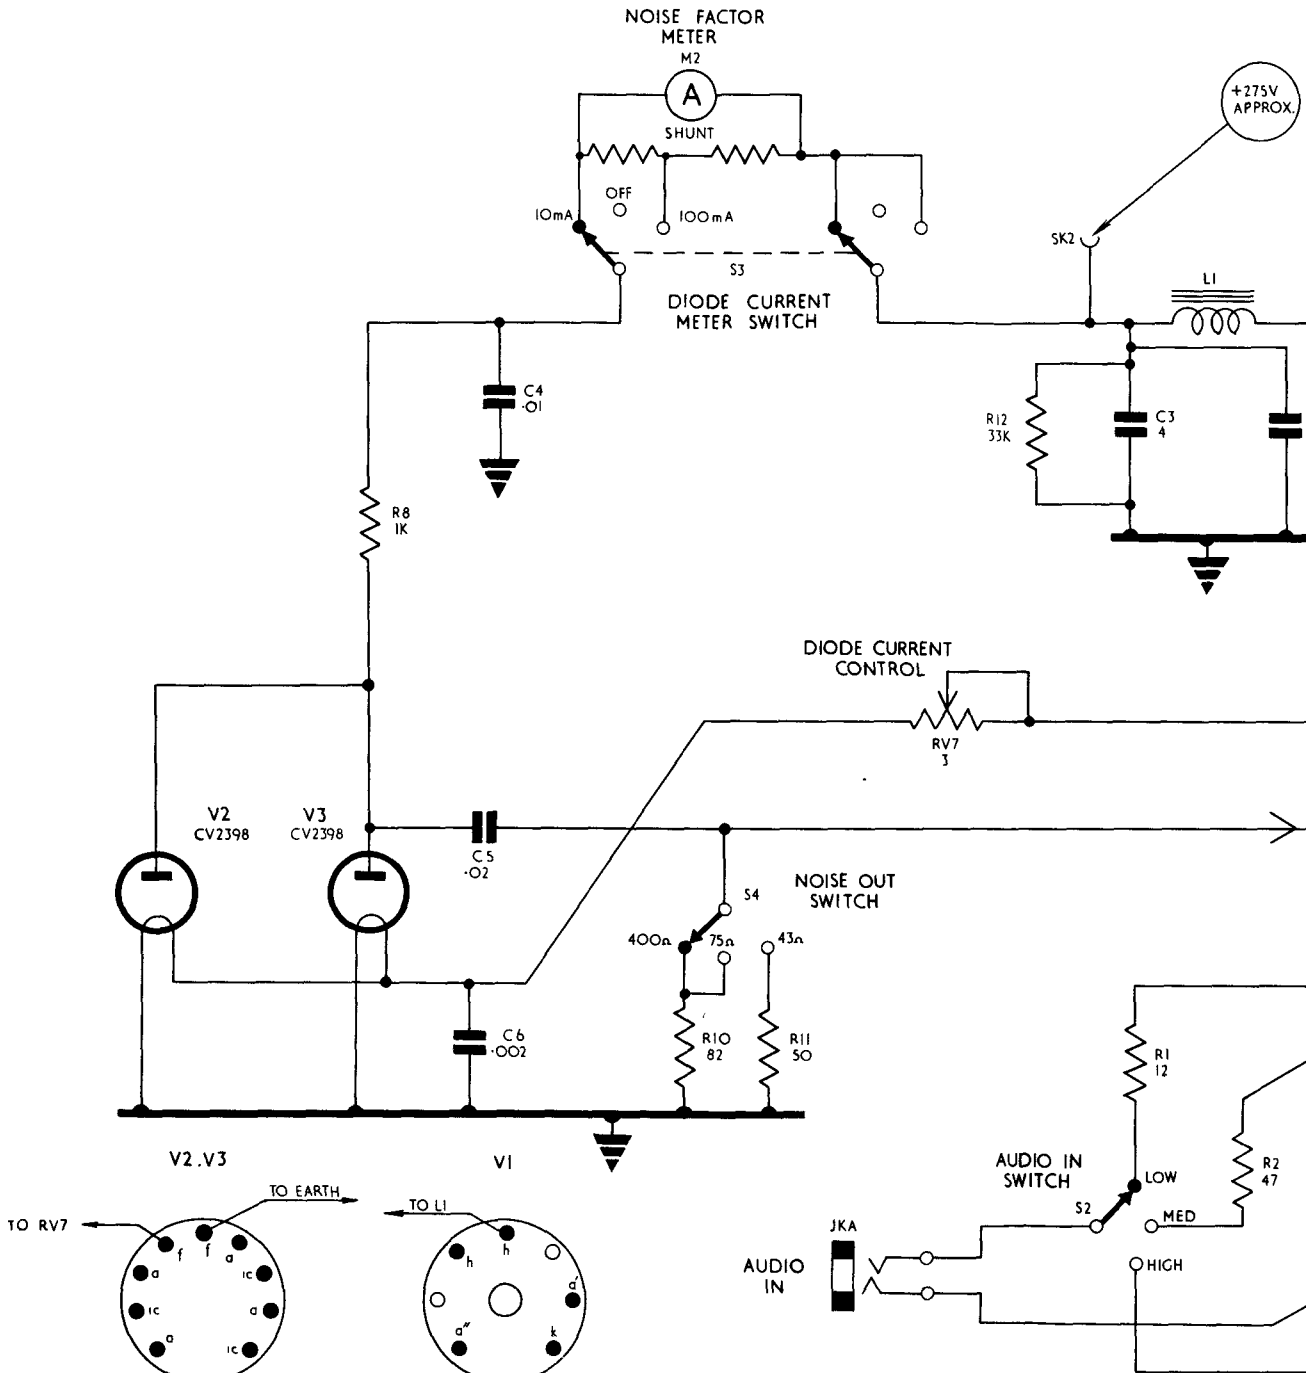 NOISE FACTOR
METER
M2
A
SHUNT
+275V
APPROX.
OFF
10mA
100mA
SK2
S3
L1
DIODE CURRENT
METER SWITCH
C4
·01
R12
33K
C3
4
R8
1K
DIODE CURRENT
CONTROL
RV7
3
V2
CV2398
V3
CV2398
C5
·02
NOISE OUT
SWITCH
S4
400Ω
75Ω
43Ω
C6
·002
R10
82
R11
50
R1
12
V2.V3
V1
AUDIO IN
SWITCH
LOW
R2
47
TO EARTH
TO L1
S2
MED
TO RV7
JKA
f
f
a
h
h
AUDIO
IN
HIGH
a
ic
a'
ic
a
a
ic
a"
k